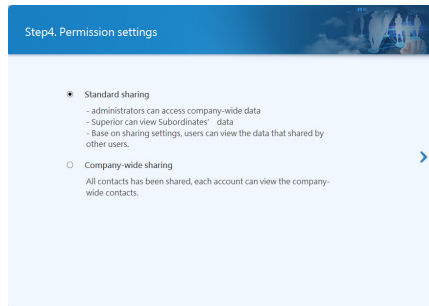 Step4. Permission settings
Standard sharing
- administrators can access company-wide data
- Superior can view Subordinates' data
- Base on sharing settings, users can view the data that shared by
other users.
Company-wide sharing
All contacts has been shared, each account can view the company-
wide contacts.